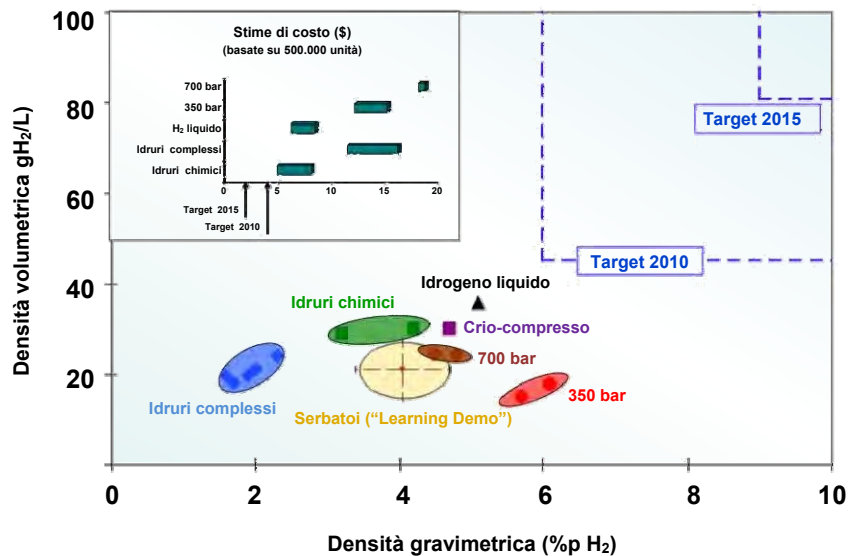 Stime di costo ($)
(basate su 500.000 unità)
700 bar
350 bar
H₂ liquido
Idruri complessi
Idruri chimici
0
5
10
15
20
Target 2015
Target 2010
Densità volumetrica gH₂/L
100
80
60
40
20
Target 2015
Target 2010
Idrogeno liquido
Idruri chimici
Crio-compresso
700 bar
Idruri complessi
350 bar
Serbatoi (“Learning Demo”)
0
2
4
6
8
10
Densità gravimetrica (%p H₂)